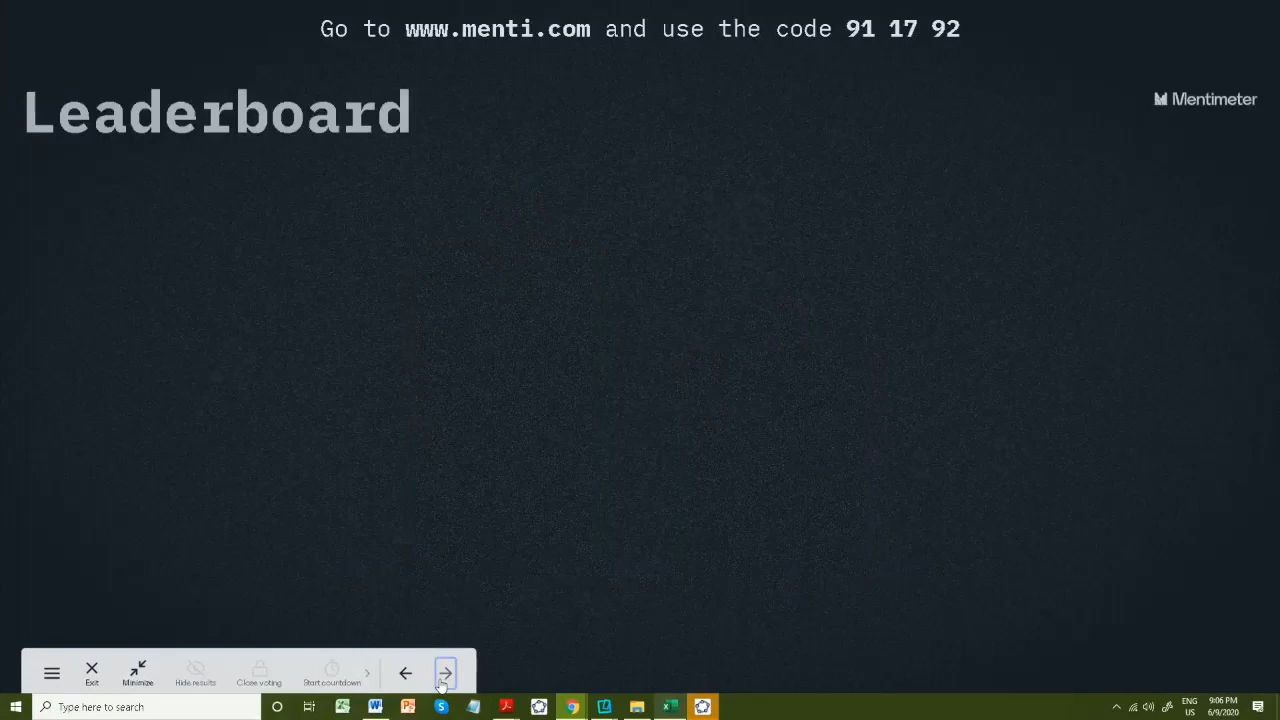 Go to www.menti.com and use the code 91 17 92
Leaderboard
Mentimeter
Exit
Minimize
Hide results
Close voting
Start countdown
Type here to search
ENG
US
9:06 PM
6/9/2020